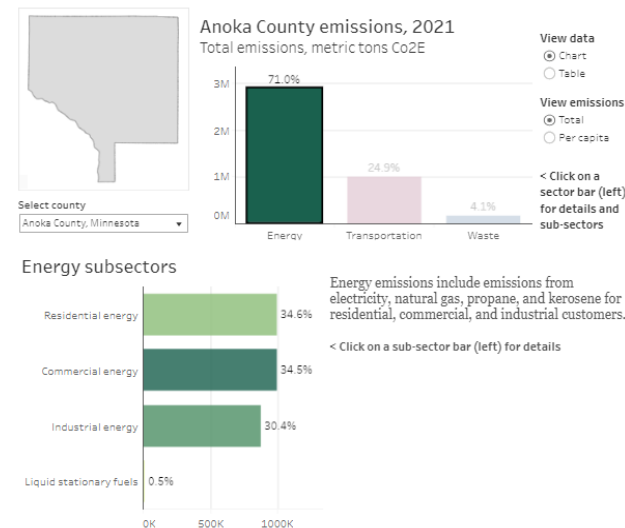 Anoka County emissions, 2021
Total emissions, metric tons Co2E
View data
Chart
Table
View emissions
Total
Per capita
< Click on a
sector bar (left)
for details and
sub-sectors
3M
2M
1M
0M
71.0%
24.9%
4.1%
Energy
Transportation
Waste
Select county
Anoka County, Minnesota
Energy subsectors
Residential energy
34.6%
Commercial energy
34.5%
Industrial energy
30.4%
Liquid stationary fuels
0.5%
0K
500K
1000K
Energy emissions include emissions from
electricity, natural gas, propane, and kerosene for
residential, commercial, and industrial customers.
< Click on a sub-sector bar (left) for details